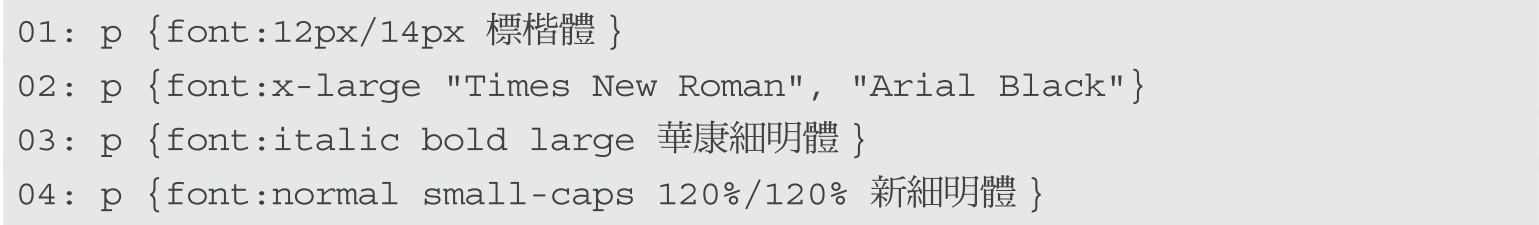 01: p {font:12px/14px 標楷體 }
02: p {font:x-large "Times New Roman", "Arial Black"}
03: p {font:italic bold large 華康細明體 }
04: p {font:normal small-caps 120%/120% 新細明體 }